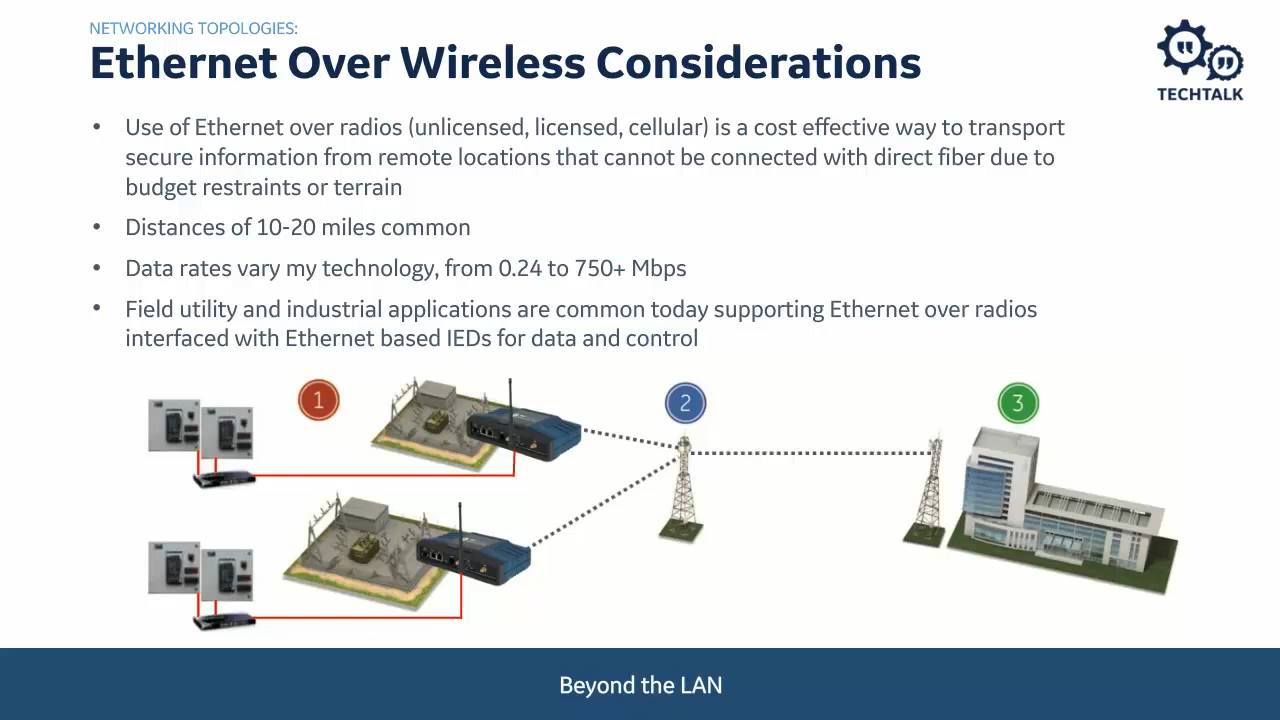 NETWORKING TOPOLOGIES:
Ethernet Over Wireless Considerations
TECHTALK
• Use of Ethernet over radios (unlicensed, licensed, cellular) is a cost effective way to transport
secure information from remote locations that cannot be connected with direct fiber due to
budget restraints or terrain
• Distances of 10-20 miles common
• Data rates vary my technology, from 0.24 to 750+ Mbps
• Field utility and industrial applications are common today supporting Ethernet over radios
interfaced with Ethernet based IEDs for data and control
1
2
3
Beyond the LAN